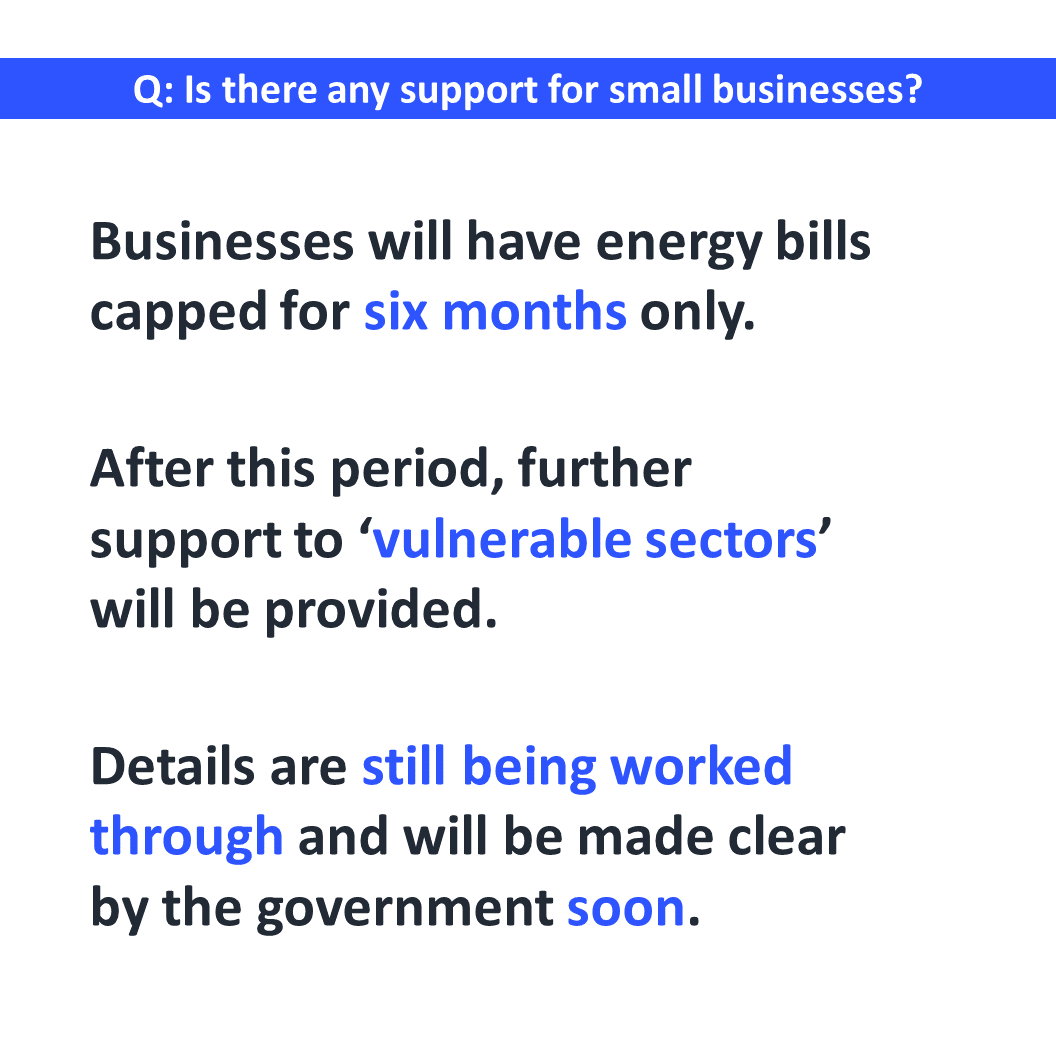 Q: Is there any support for small businesses?
Businesses will have energy bills
capped for six months only.
After this period, further
support to ‘vulnerable sectors’
will be provided.
Details are still being worked
through and will be made clear
by the government soon.